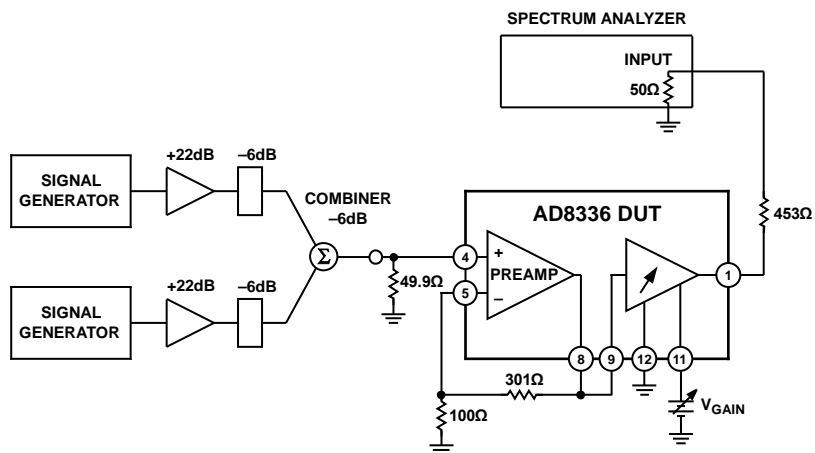 SPECTRUM ANALYZER
INPUT
50Ω
+22dB
–6dB
SIGNAL
GENERATOR
COMBINER
–6dB
Σ
AD8336 DUT
453Ω
4
+
PREAMP
1
49.9Ω
5
–
+22dB
–6dB
SIGNAL
GENERATOR
8
9
12
11
301Ω
100Ω
VGAIN